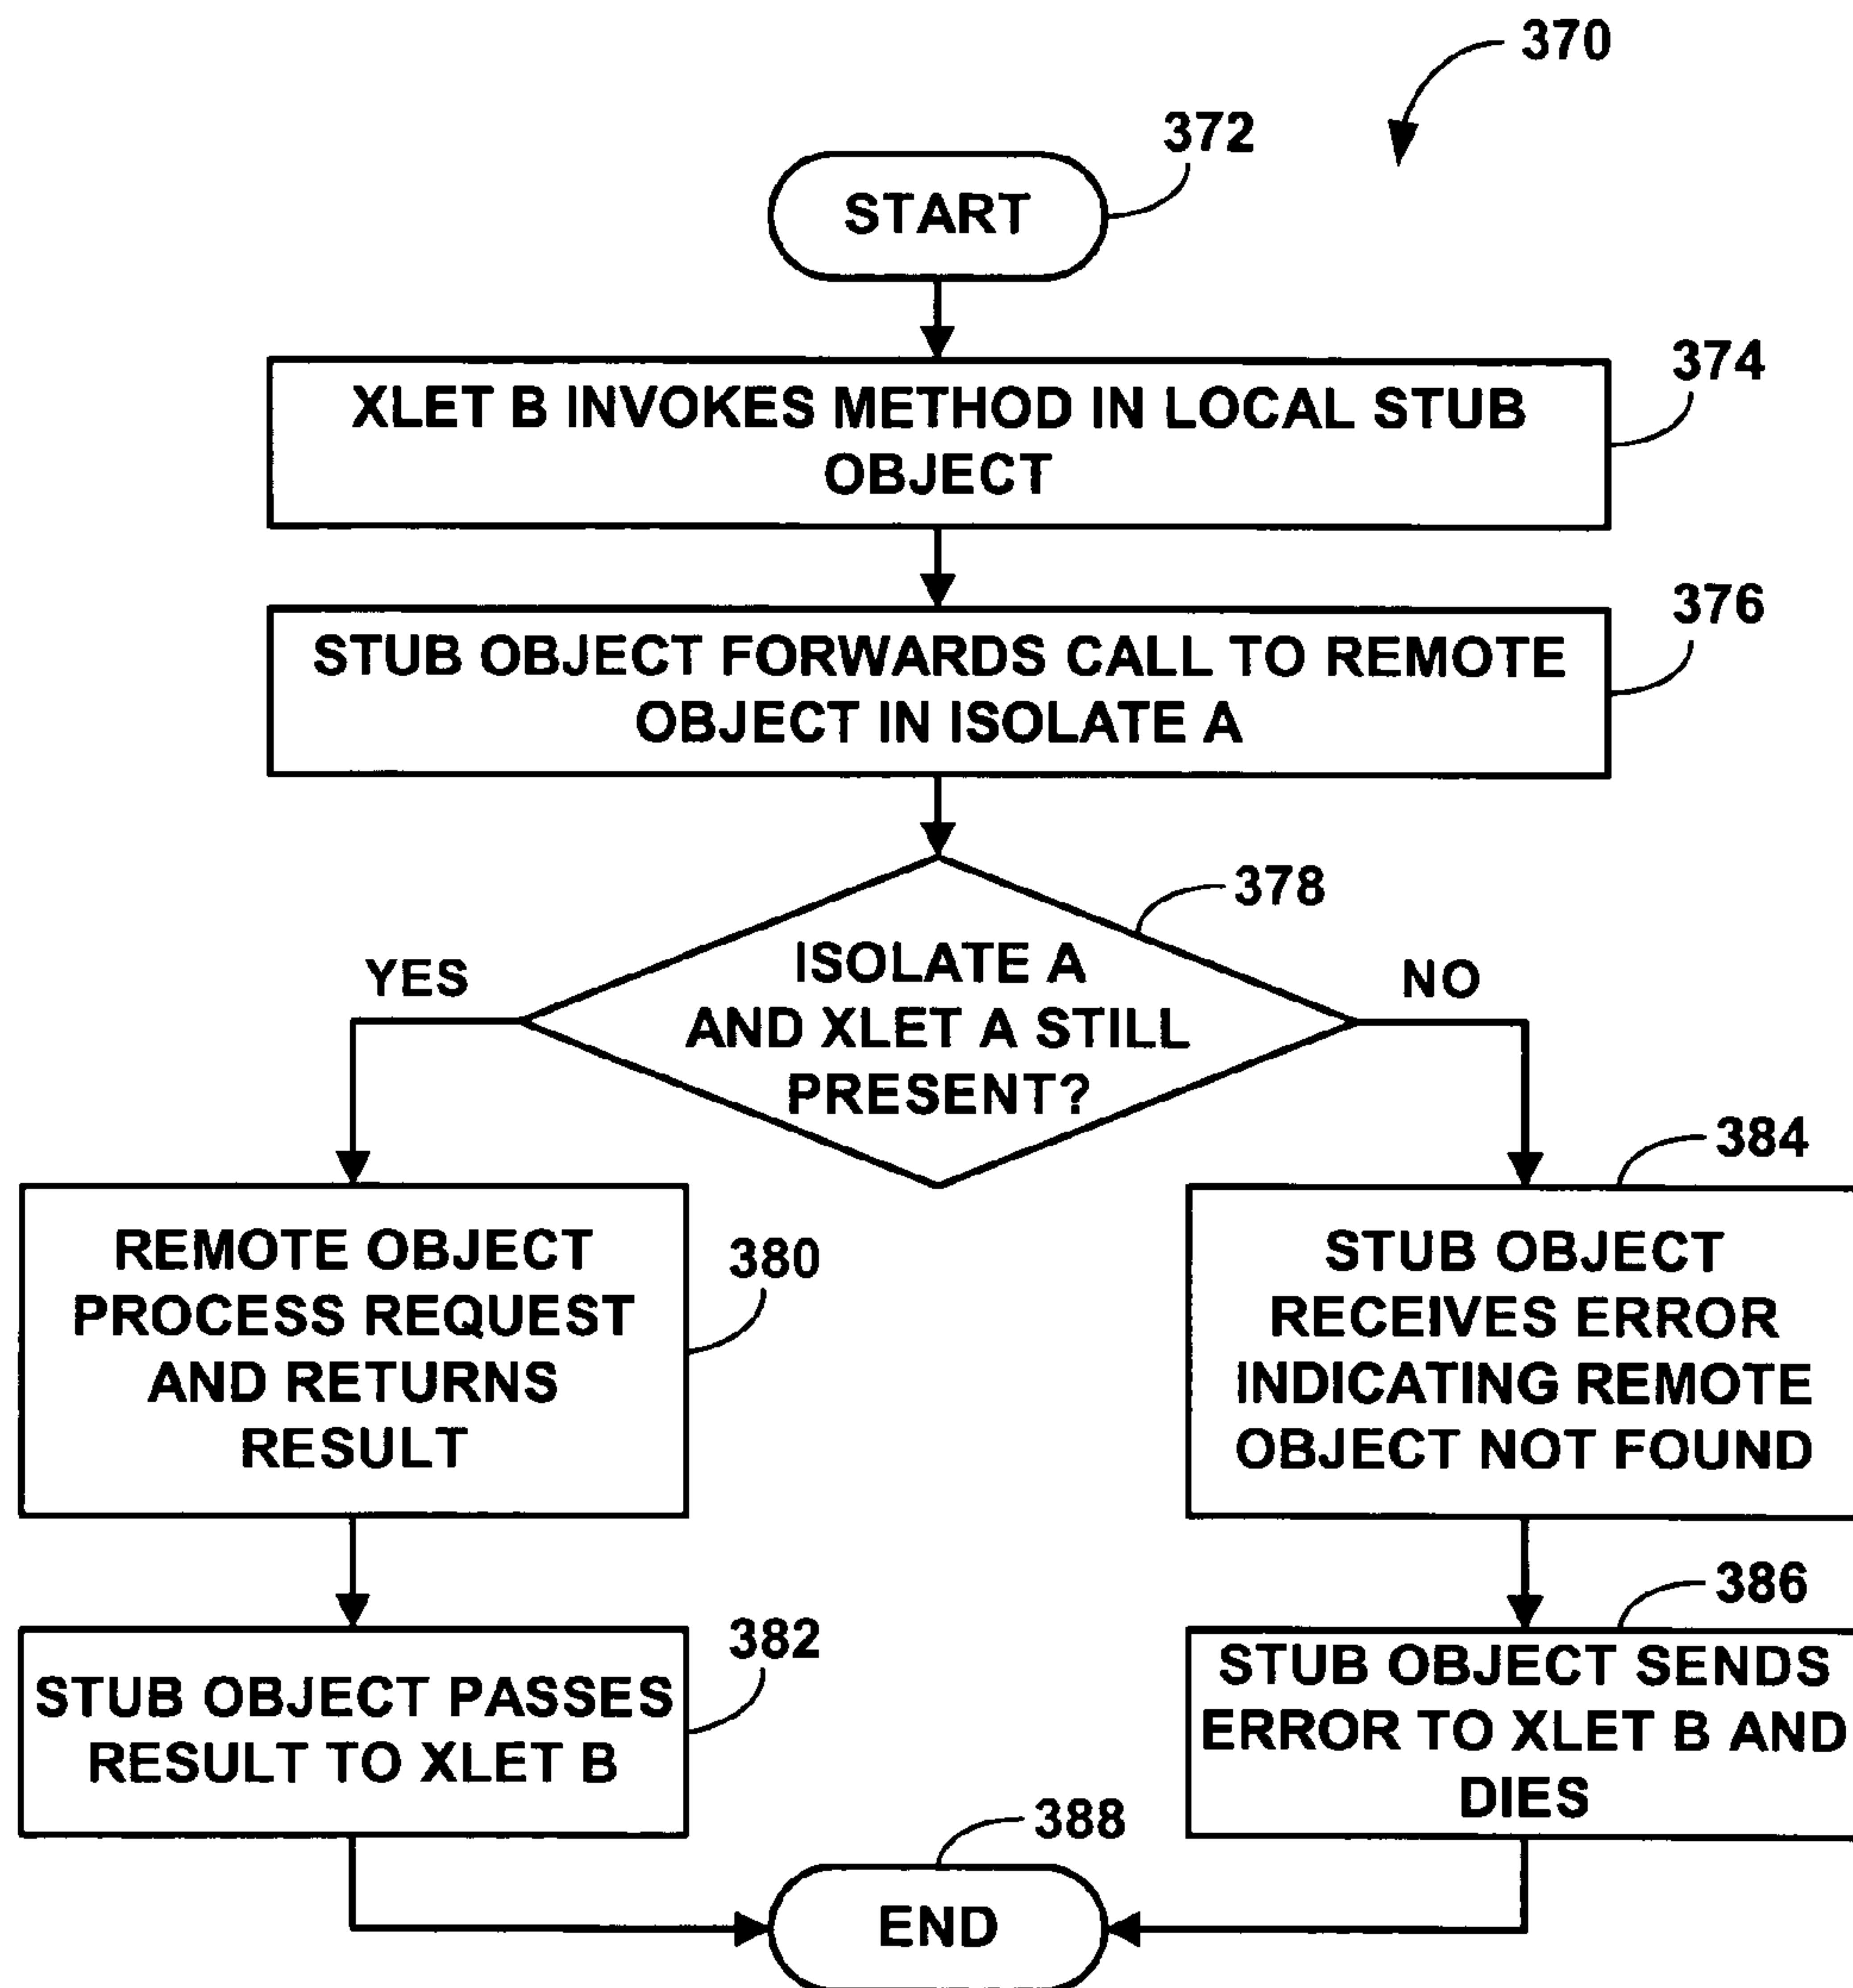 370
372
START
374
XLET B INVOKES METHOD IN LOCAL STUB
OBJECT
376
STUB OBJECT FORWARDS CALL TO REMOTE
OBJECT IN ISOLATE A
378
ISOLATE A
AND XLET A STILL
PRESENT?
YES
NO
380
REMOTE OBJECT
PROCESS REQUEST
AND RETURNS
RESULT
384
STUB OBJECT
RECEIVES ERROR
INDICATING REMOTE
OBJECT NOT FOUND
382
STUB OBJECT PASSES
RESULT TO XLET B
386
STUB OBJECT SENDS
ERROR TO XLET B AND
DIES
388
END